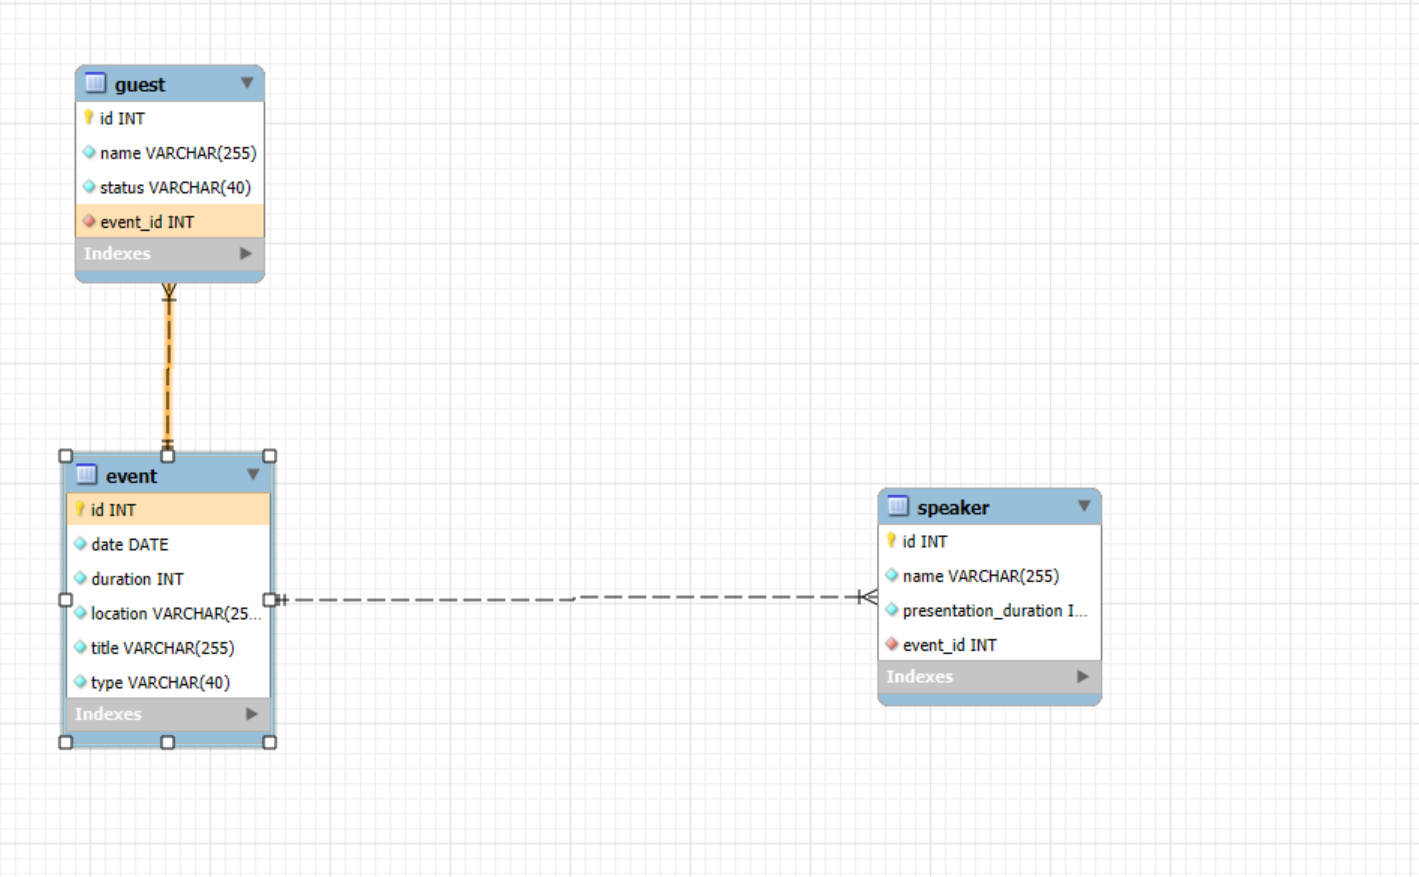 guest
id INT
name VARCHAR(255)
status VARCHAR(40)
event_id INT
Indexes
event
id INT
date DATE
duration INT
location VARCHAR(25...
title VARCHAR(255)
type VARCHAR(40)
Indexes
speaker
id INT
name VARCHAR(255)
presentation_duration I...
event_id INT
Indexes